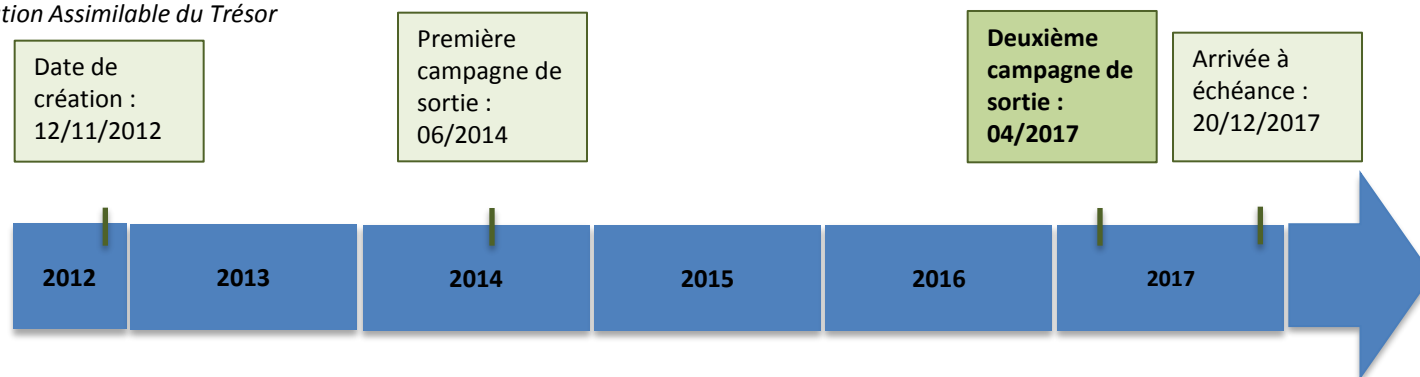 tion Assimilable du Trésor
Date de
création :
12/11/2012
Première
campagne de
sortie :
06/2014
Deuxième
campagne de
sortie :
04/2017
Arrivée à
échéance :
20/12/2017
2012
2013
2014
2015
2016
2017